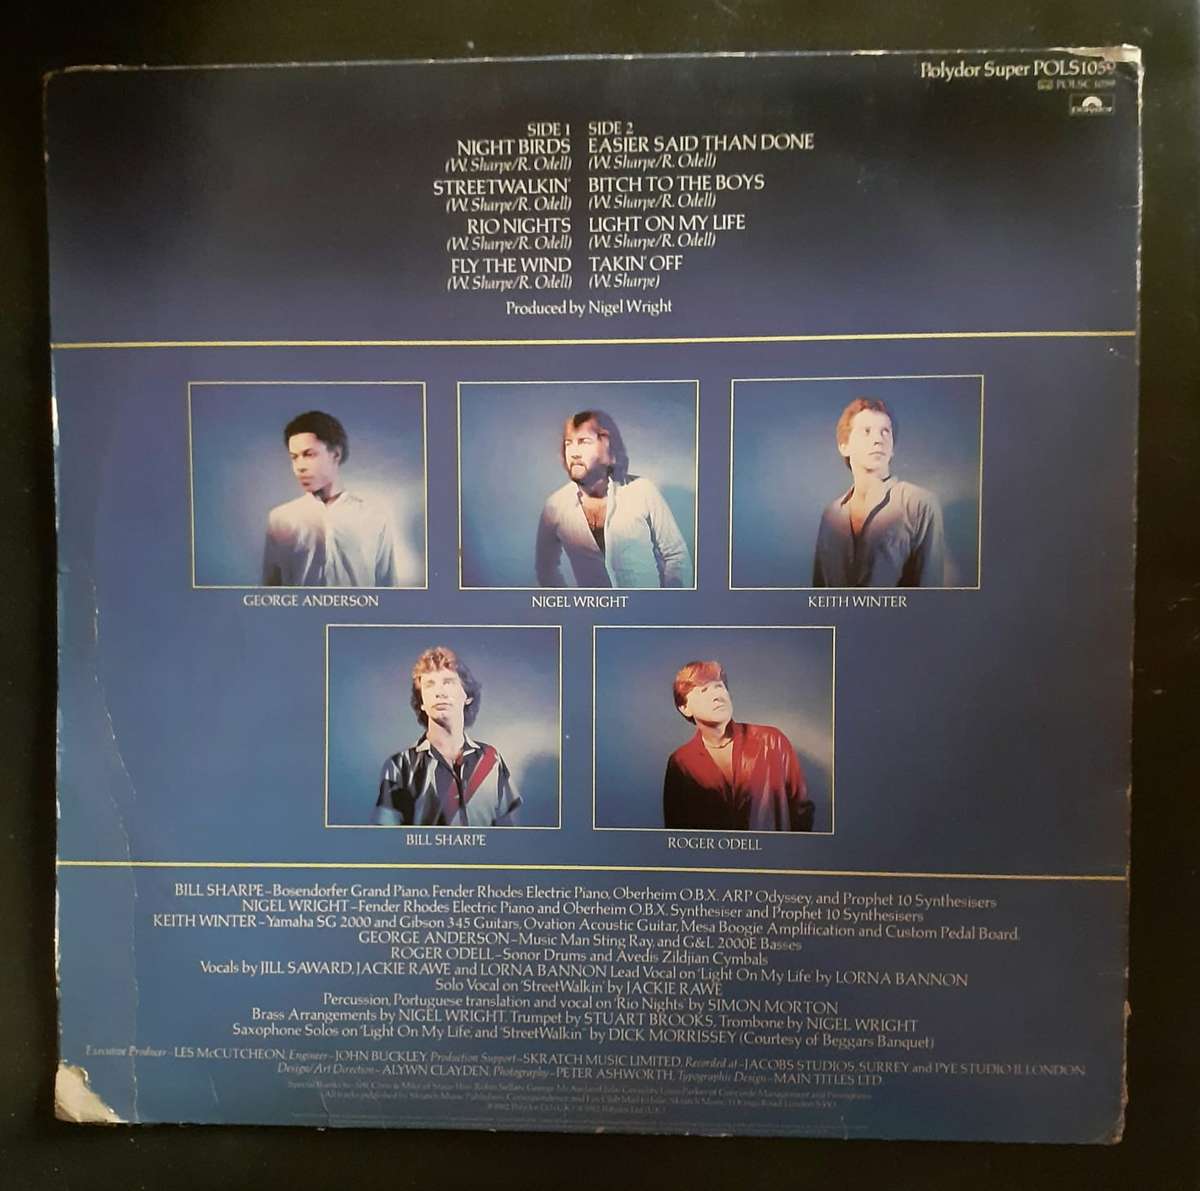 Polydor Super POLS1059
POLSC 1059
polydor
SIDE 1
NIGHT BIRDS
(W. Sharpe/R. Odell)
STREETWALKIN'
(W. Sharpe/R. Odell)
RIO NIGHTS
(W. Sharpe/R. Odell)
FLY THE WIND
(W. Sharpe/R. Odell)
SIDE 2
EASIER SAID THAN DONE
(W. Sharpe/R. Odell)
BITCH TO THE BOYS
(W. Sharpe/R. Odell)
LIGHT ON MY LIFE
(W. Sharpe/R. Odell)
TAKIN' OFF
(W. Sharpe)
Produced by Nigel Wright
GEORGE ANDERSON
NIGEL WRIGHT
KEITH WINTER
BILL SHARPE
ROGER ODELL
BILL SHARPE–Bosendorfer Grand Piano, Fender Rhodes Electric Piano, Oberheim O.B.X. ARP Odyssey, and Prophet 10 Synthesisers
NIGEL WRIGHT–Fender Rhodes Electric Piano and Oberheim O.B.X. Synthesiser and Prophet 10 Synthesisers
KEITH WINTER–Yamaha SG 2000 and Gibson 345 Guitars, Ovation Acoustic Guitar, Mesa Boogie Amplification and Custom Pedal Board.
GEORGE ANDERSON–Music Man Sting Ray, and G&L 2000E Basses
ROGER ODELL–Sonor Drums and Avedis Zildjian Cymbals
Vocals by JILL SAWARD, JACKIE RAWE and LORNA BANNON Lead Vocal on 'Light On My Life' by LORNA BANNON
Solo Vocal on 'StreetWalkin' by JACKIE RAWE
Percussion, Portuguese translation and vocal on 'Rio Nights' by SIMON MORTON
Brass Arrangements by NIGEL WRIGHT, Trumpet by STUART BROOKS, Trombone by NIGEL WRIGHT
Saxophone Solos on 'Light On My Life', and 'StreetWalkin'' by DICK MORRISSEY (Courtesy of Beggars Banquet)
Executive Producer–LES McCUTCHEON, Engineer–JOHN BUCKLEY, Production Support–SKRATCH MUSIC LIMITED, Recorded at–JACOBS STUDIOS, SURREY and PYE STUDIO II LONDON
Design/Art Direction–ALYWN CLAYDEN, Photography–PETER ASHWORTH, Typographic Design–MAIN TITLES LTD.